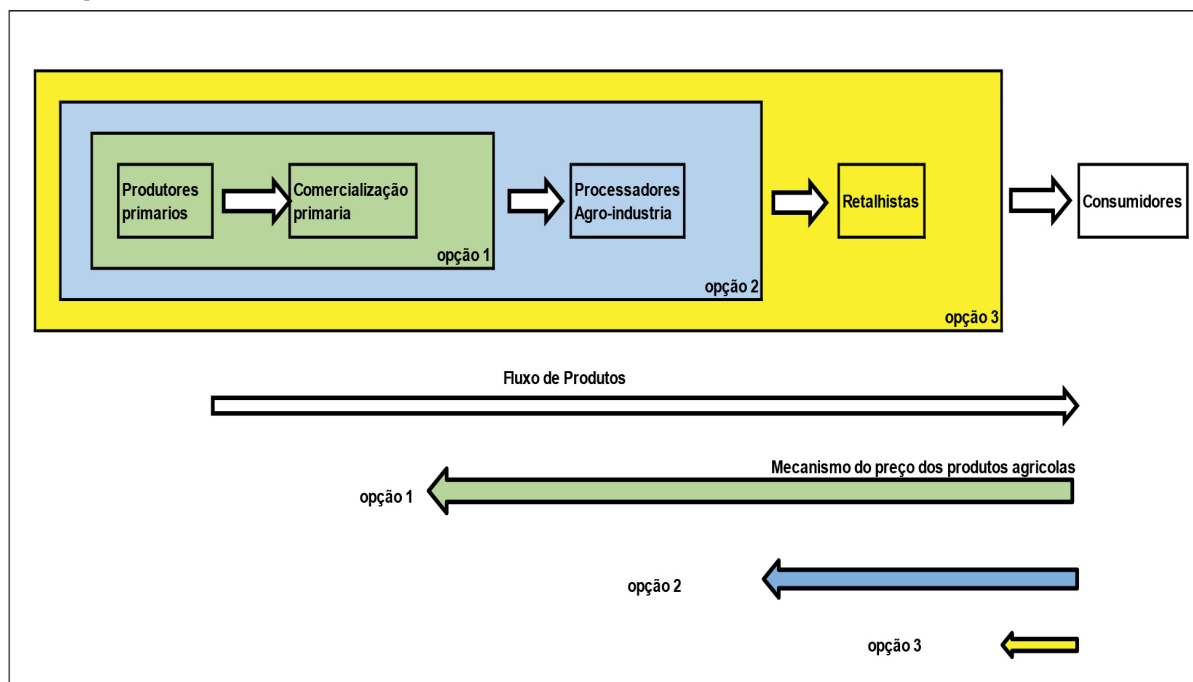 Produtores
primarios
Comercialização
primaria
opção 1
Processadores
Agro-industria
opção 2
Retalhistas
opção 3
Consumidores
Fluxo de Produtos
Mecanismo do preço dos produtos agricolas
opção 1
opção 2
opção 3